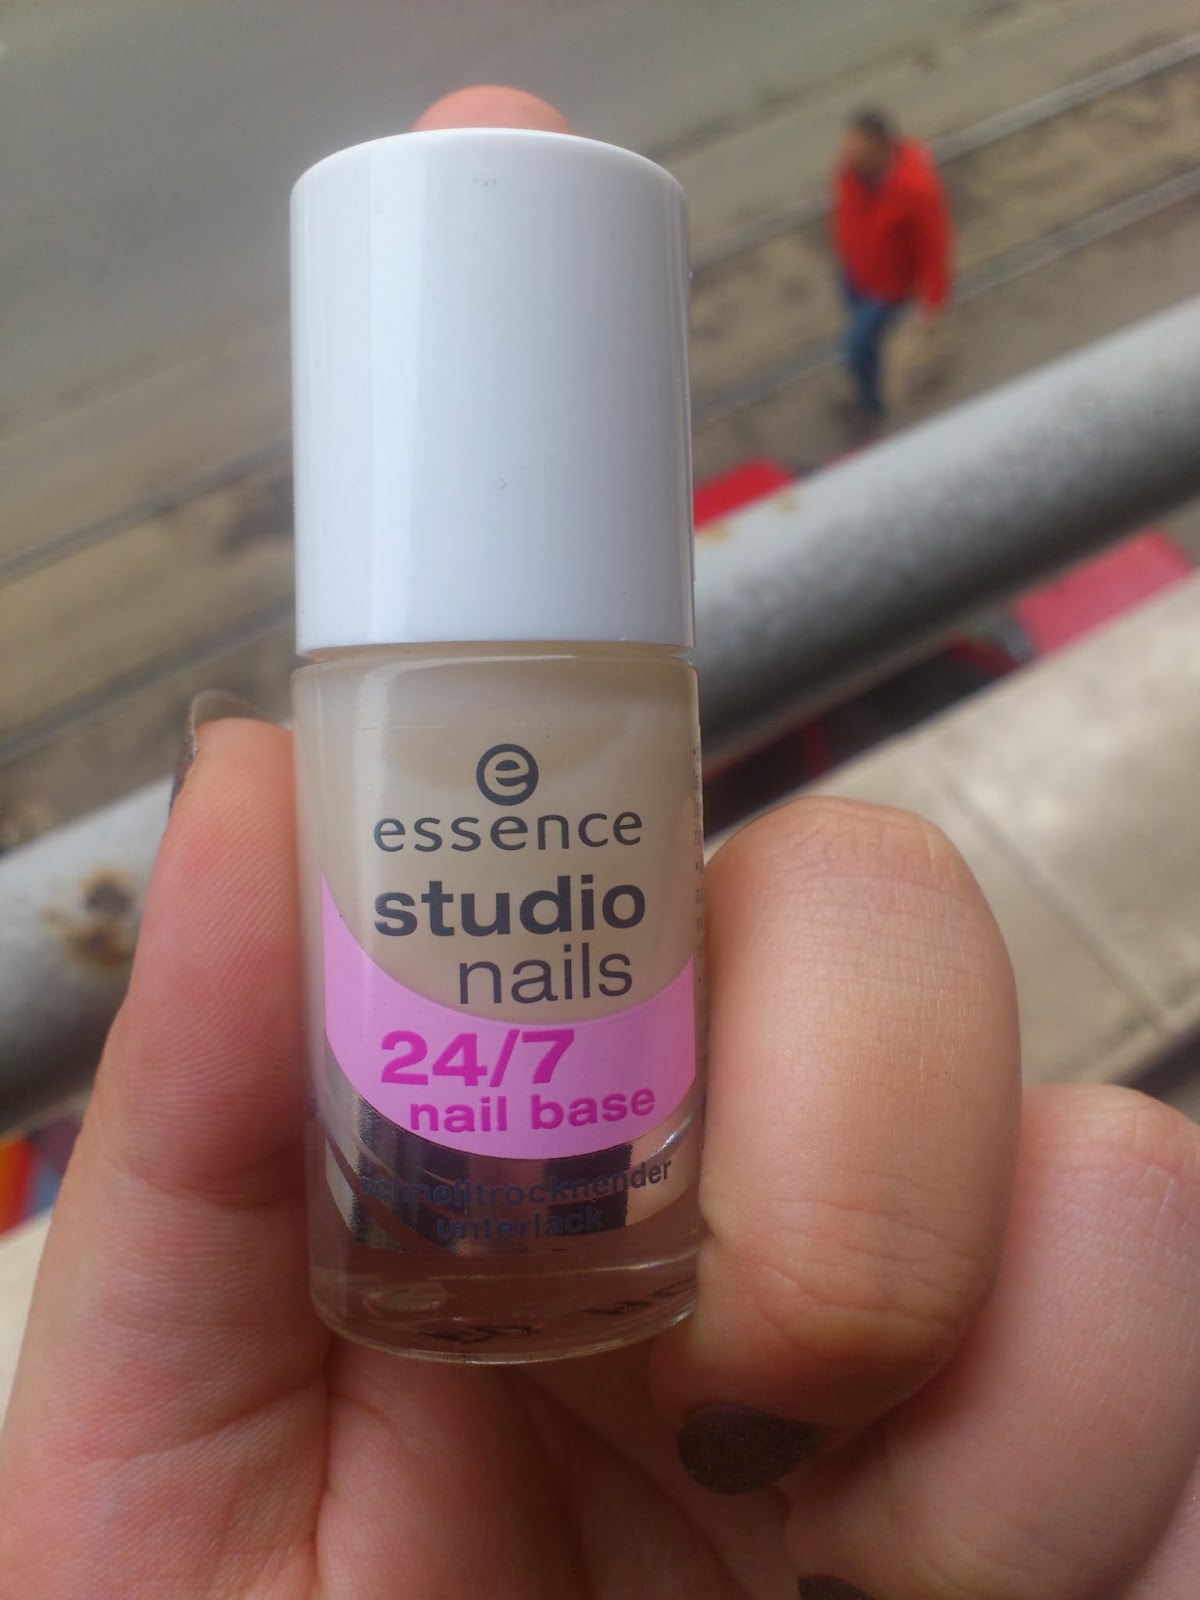 e
essence
studio
nails
24/7
nail base
schnelltrocknender
unterlack